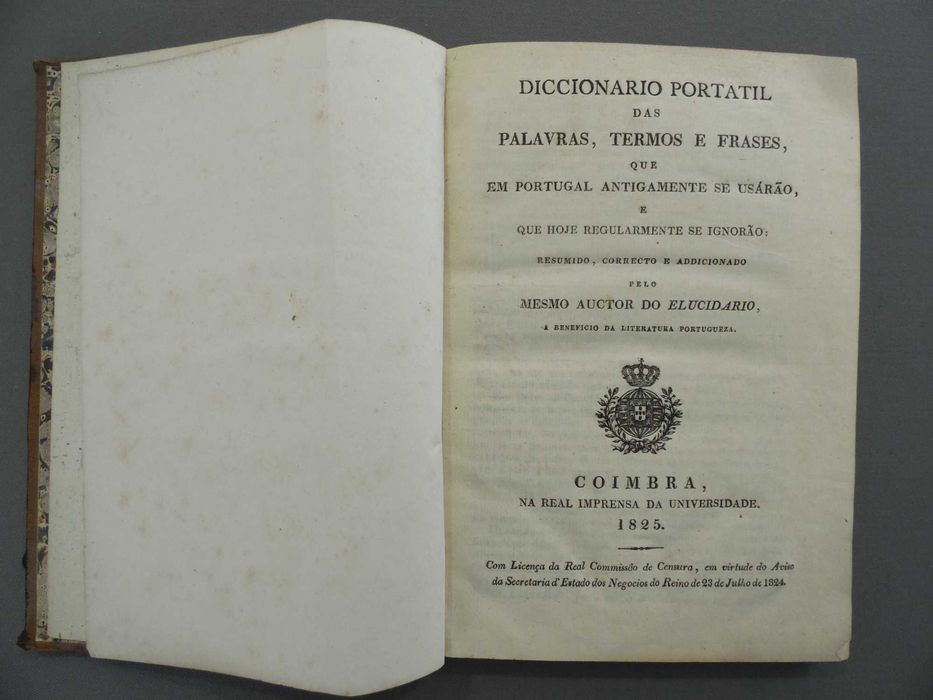 DICCIONARIO PORTATIL
DAS
PALAVRAS, TERMOS E FRASES,
QUE
EM PORTUGAL ANTIGAMENTE SE USÁRÃO,
E
QUE HOJE REGULARMENTE SE IGNORÃO:
RESUMIDO, CORRECTO E ADDICIONADO
PELO
MESMO AUCTOR DO ELUCIDARIO,
A BENEFICIO DA LITERATURA PORTUGUEZA.
COIMBRA,
NA REAL IMPRENSA DA UNIVERSIDADE.
1825.
Com Licença da Real Commissão de Censura, em virtude do Aviso
da Secretaria d'Estado dos Negocios do Reino de 23 de Julho de 1824.